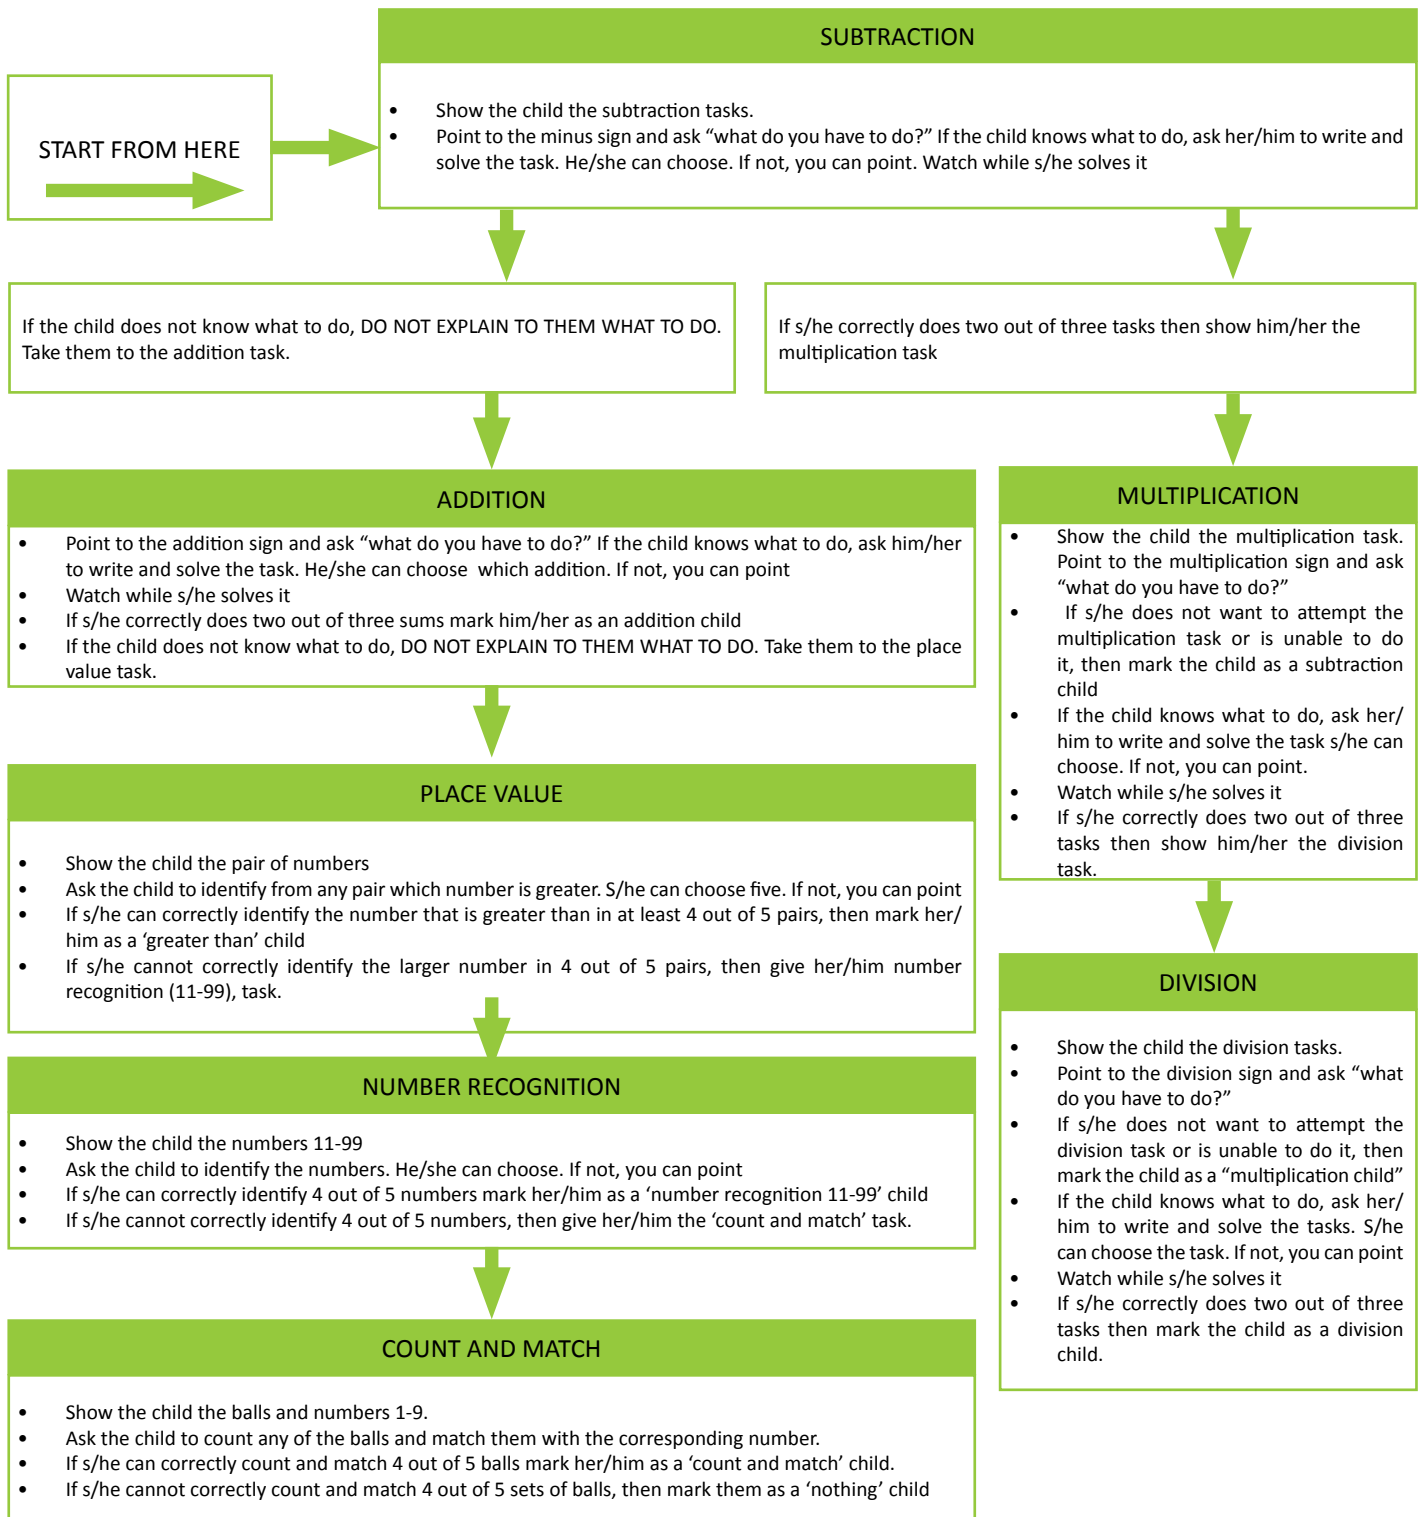 SUBTRACTION
START FROM HERE
• Show the child the subtraction tasks.
• Point to the minus sign and ask “what do you have to do?” If the child knows what to do, ask her/him to write and
solve the task. He/she can choose. If not, you can point. Watch while s/he solves it
If the child does not know what to do, DO NOT EXPLAIN TO THEM WHAT TO DO.
Take them to the addition task.
If s/he correctly does two out of three tasks then show him/her the
multiplication task
ADDITION
• Point to the addition sign and ask “what do you have to do?” If the child knows what to do, ask him/her
to write and solve the task. He/she can choose which addition. If not, you can point
• Watch while s/he solves it
• If s/he correctly does two out of three sums mark him/her as an addition child
• If the child does not know what to do, DO NOT EXPLAIN TO THEM WHAT TO DO. Take them to the place
value task.
PLACE VALUE
• Show the child the pair of numbers
• Ask the child to identify from any pair which number is greater. S/he can choose five. If not, you can point
• If s/he can correctly identify the number that is greater than in at least 4 out of 5 pairs, then mark her/
him as a ‘greater than’ child
• If s/he cannot correctly identify the larger number in 4 out of 5 pairs, then give her/him number
recognition (11-99), task.
NUMBER RECOGNITION
• Show the child the numbers 11-99
• Ask the child to identify the numbers. He/she can choose. If not, you can point
• If s/he can correctly identify 4 out of 5 numbers mark her/him as a ‘number recognition 11-99’ child
• If s/he cannot correctly identify 4 out of 5 numbers, then give her/him the ‘count and match’ task.
COUNT AND MATCH
• Show the child the balls and numbers 1-9.
• Ask the child to count any of the balls and match them with the corresponding number.
• If s/he can correctly count and match 4 out of 5 balls mark her/him as a ‘count and match’ child.
• If s/he cannot correctly count and match 4 out of 5 sets of balls, then mark them as a ‘nothing’ child
MULTIPLICATION
• Show the child the multiplication task.
Point to the multiplication sign and ask
“what do you have to do?”
• If s/he does not want to attempt the
multiplication task or is unable to do
it, then mark the child as a subtraction
child
• If the child knows what to do, ask her/
him to write and solve the task s/he can
choose. If not, you can point.
• Watch while s/he solves it
• If s/he correctly does two out of three
tasks then show him/her the division
task.
DIVISION
• Show the child the division tasks.
• Point to the division sign and ask “what
do you have to do?”
• If s/he does not want to attempt the
division task or is unable to do it, then
mark the child as a “multiplication child”
• If the child knows what to do, ask her/
him to write and solve the tasks. S/he
can choose the task. If not, you can point
• Watch while s/he solves it
• If s/he correctly does two out of three
tasks then mark the child as a division
child.